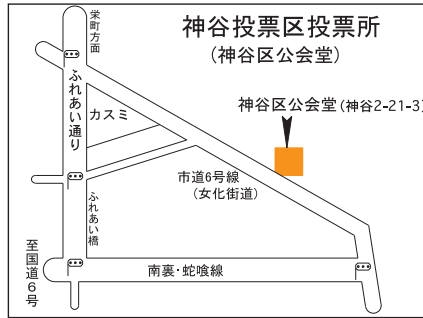 神谷投票区投票所
(神谷区公会堂)
栄町方面
ふれあい通り
カスミ
神谷区公会堂(神谷2-21-3)
市道6号線
(女化街道)
ふれあい橋
至国道6号
南裏・蛇喰線